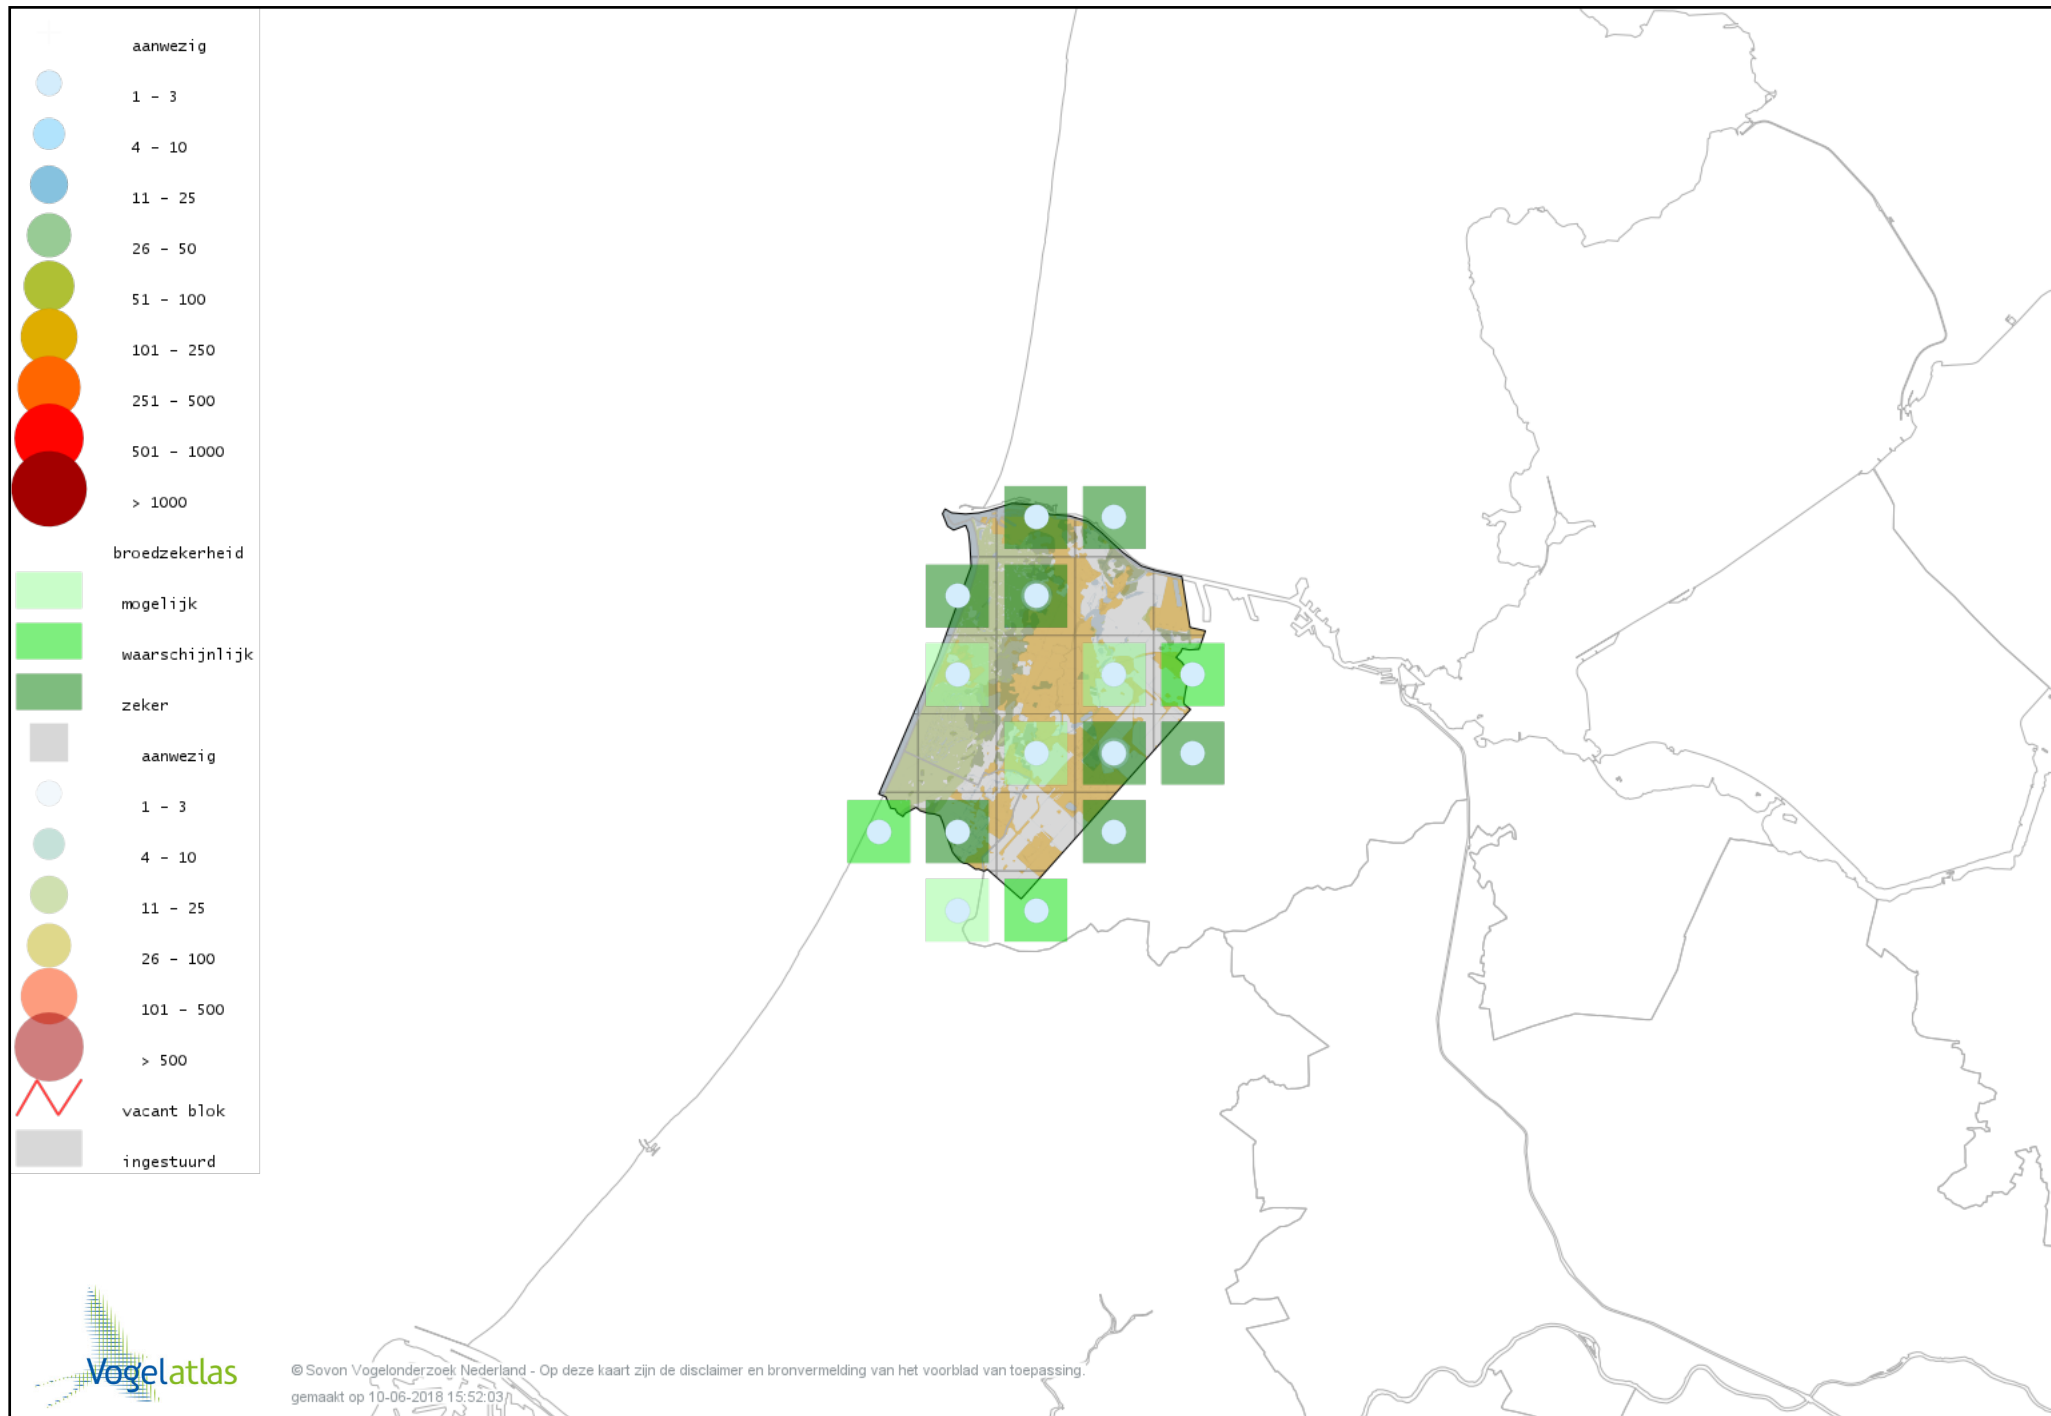 aanwezig
1 - 3
4 - 10
11 - 25
26 - 50
51 - 100
101 - 250
251 - 500
501 - 1000
> 1000
broedzekerheid
mogelijk
waarschijnlijk
zeker
aanwezig
1 - 3
4 - 10
11 - 25
26 - 100
101 - 500
> 500
vacant blok
ingestuurd
Vogelatlas
© Sovon Vogelonderzoek Nederland - Op deze kaart zijn de disclaimer en bronvermelding van het voorblad van toepassing.
gemaakt op 10-06-2018 15:52:03